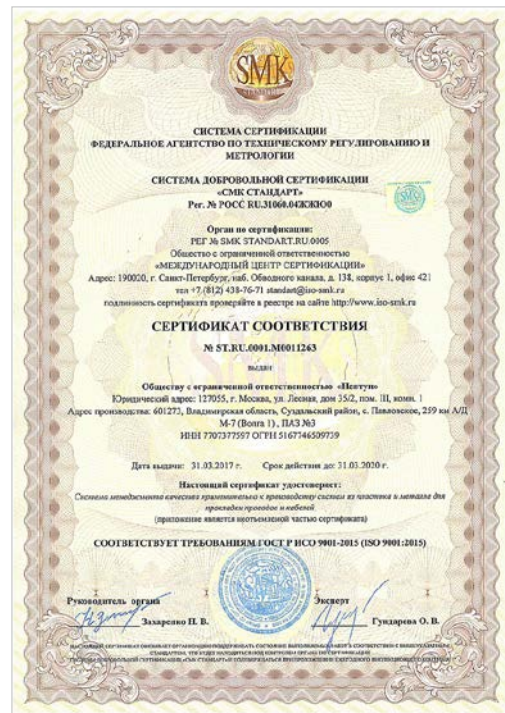 SMK
STANDART
СИСТЕМА СЕРТИФИКАЦИИ
ФЕДЕРАЛЬНОЕ АГЕНТСТВО ПО ТЕХНИЧЕСКОМУ РЕГУЛИРОВАНИЮ И
МЕТРОЛОГИИ
СИСТЕМА ДОБРОВОЛЬНОЙ СЕРТИФИКАЦИИ
«СМК СТАНДАРТ»
Рег. № РОСС RU.31060.04ЖЖЮ0
Орган по сертификации:
РЕГ № SMK STANDART.RU.0005
Общество с ограниченной ответственностью
«МЕЖДУНАРОДНЫЙ ЦЕНТР СЕРТИФИКАЦИИ»
Адрес: 190020, г. Санкт-Петербург, наб. Обводного канала, д. 138, корпус 1, офис 421
тел +7 (812) 438-76-71 standart@iso-smk.ru
подлинность сертификата проверяйте в реестре на сайте http://www.iso-smk.ru
СЕРТИФИКАТ СООТВЕТСТВИЯ
№ ST.RU.0001.M0011263
выдан
Обществу с ограниченной ответственностью «Нептун»
Юридический адрес: 127055, г. Москва, ул. Лесная, дом 35/2, пом. III, комн. 1
Адрес производства: 601273, Владимирская область, Суздальский район, с. Павловское, 259 км А/Д
М-7 (Волга 1)., ПАЗ №3
ИНН 7707377597 ОГРН 5167746509739
Дата выдачи: 31.03.2017 г. Срок действия до: 31.03.2020 г.
Настоящий сертификат удостоверяет:
Система менеджмента качества применительно к производству систем из пластика и металла для
прокладки проводов и кабелей
(приложение является неотъемлемой частью сертификата)
СООТВЕТСТВУЕТ ТРЕБОВАНИЯМ ГОСТ Р ИСО 9001-2015 (ISO 9001:2015)
Руководитель органа
Эксперт
Захаренко Н. В.
Гундарева О. В.